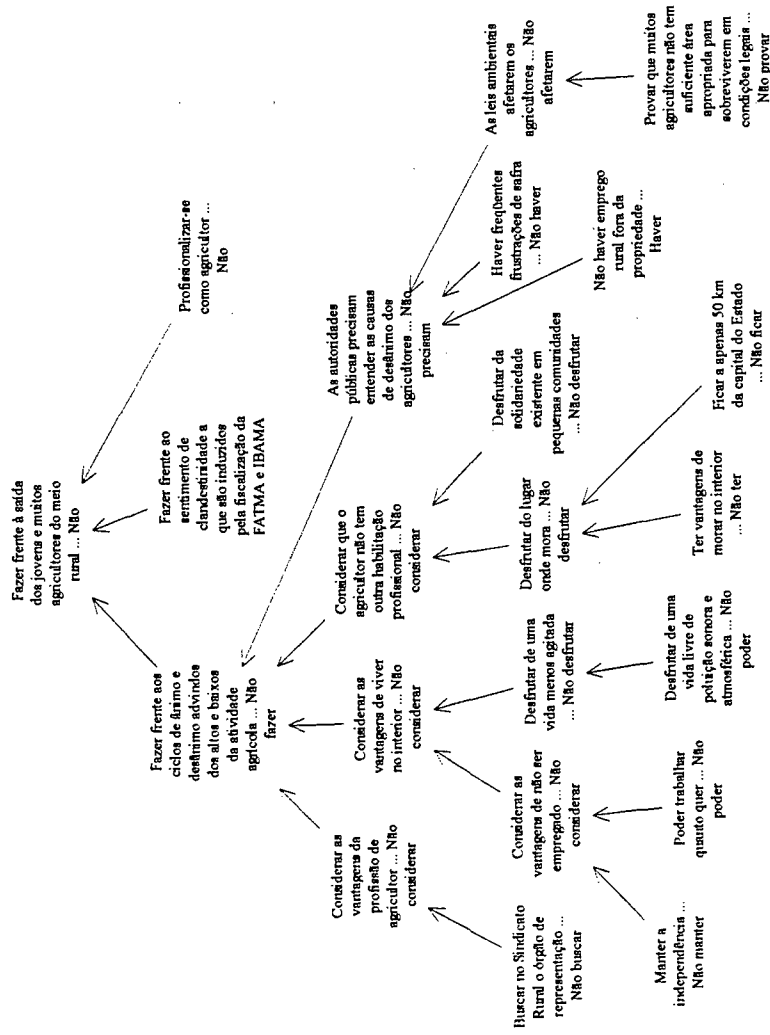 Fazer frente à saída
dos jovens e muitos
agricultores do meio
rural ... Não
Fazer frente aos
ciclos de ânimo e
desânimo advindos
dos altos e baixos
da atividade
agrícola ... Não
fazer
Fazer frente ao
sentimento de
clandestinidade a
que são induzidos
pela fiscalização da
FATMA e IBAMA
Profissionalizar-se
como agricultor ...
Não
Considerar as
vantagens da
profissão de
agricultor ... Não
considerar
Considerar as
vantagens de viver
no interior ... Não
considerar
Considerar que o
agricultor não tem
outra habilitação
profissional ... Não
considerar
As autoridades
públicas precisam
entender as causas
de desânimo dos
agricultores ... Não
precisam
Buscar no Sindicato
Rural o órgão de
representação ...
Não buscar
Considerar as
vantagens de não ser
empregado ... Não
considerar
Desfrutar de uma
vida menos agitada
... Não desfrutar
Desfrutar do lugar
onde mora ... Não
desfrutar
Desfrutar da
solidariedade
existente em
pequenas comunidades
... Não desfrutar
Haver freqüentes
frustrações de safra
... Não haver
As leis ambientais
afetarem os
agricultores ... Não
afetarem
Manter a
independência ...
Não manter
Poder trabalhar
quanto quer ... Não
poder
Desfrutar de uma
vida livre de
poluição sonora e
atmosférica ... Não
poder
Ter vantagens de
morar no interior
... Não ter
Ficar a apenas 50 km
da capital do Estado
... Não ficar
Não haver emprego
rural fora da
propriedade ...
Haver
Provar que muitos
agricultores não tem
suficiente área
apropriada para
sobreviverem em
condições legais ...
Não provar